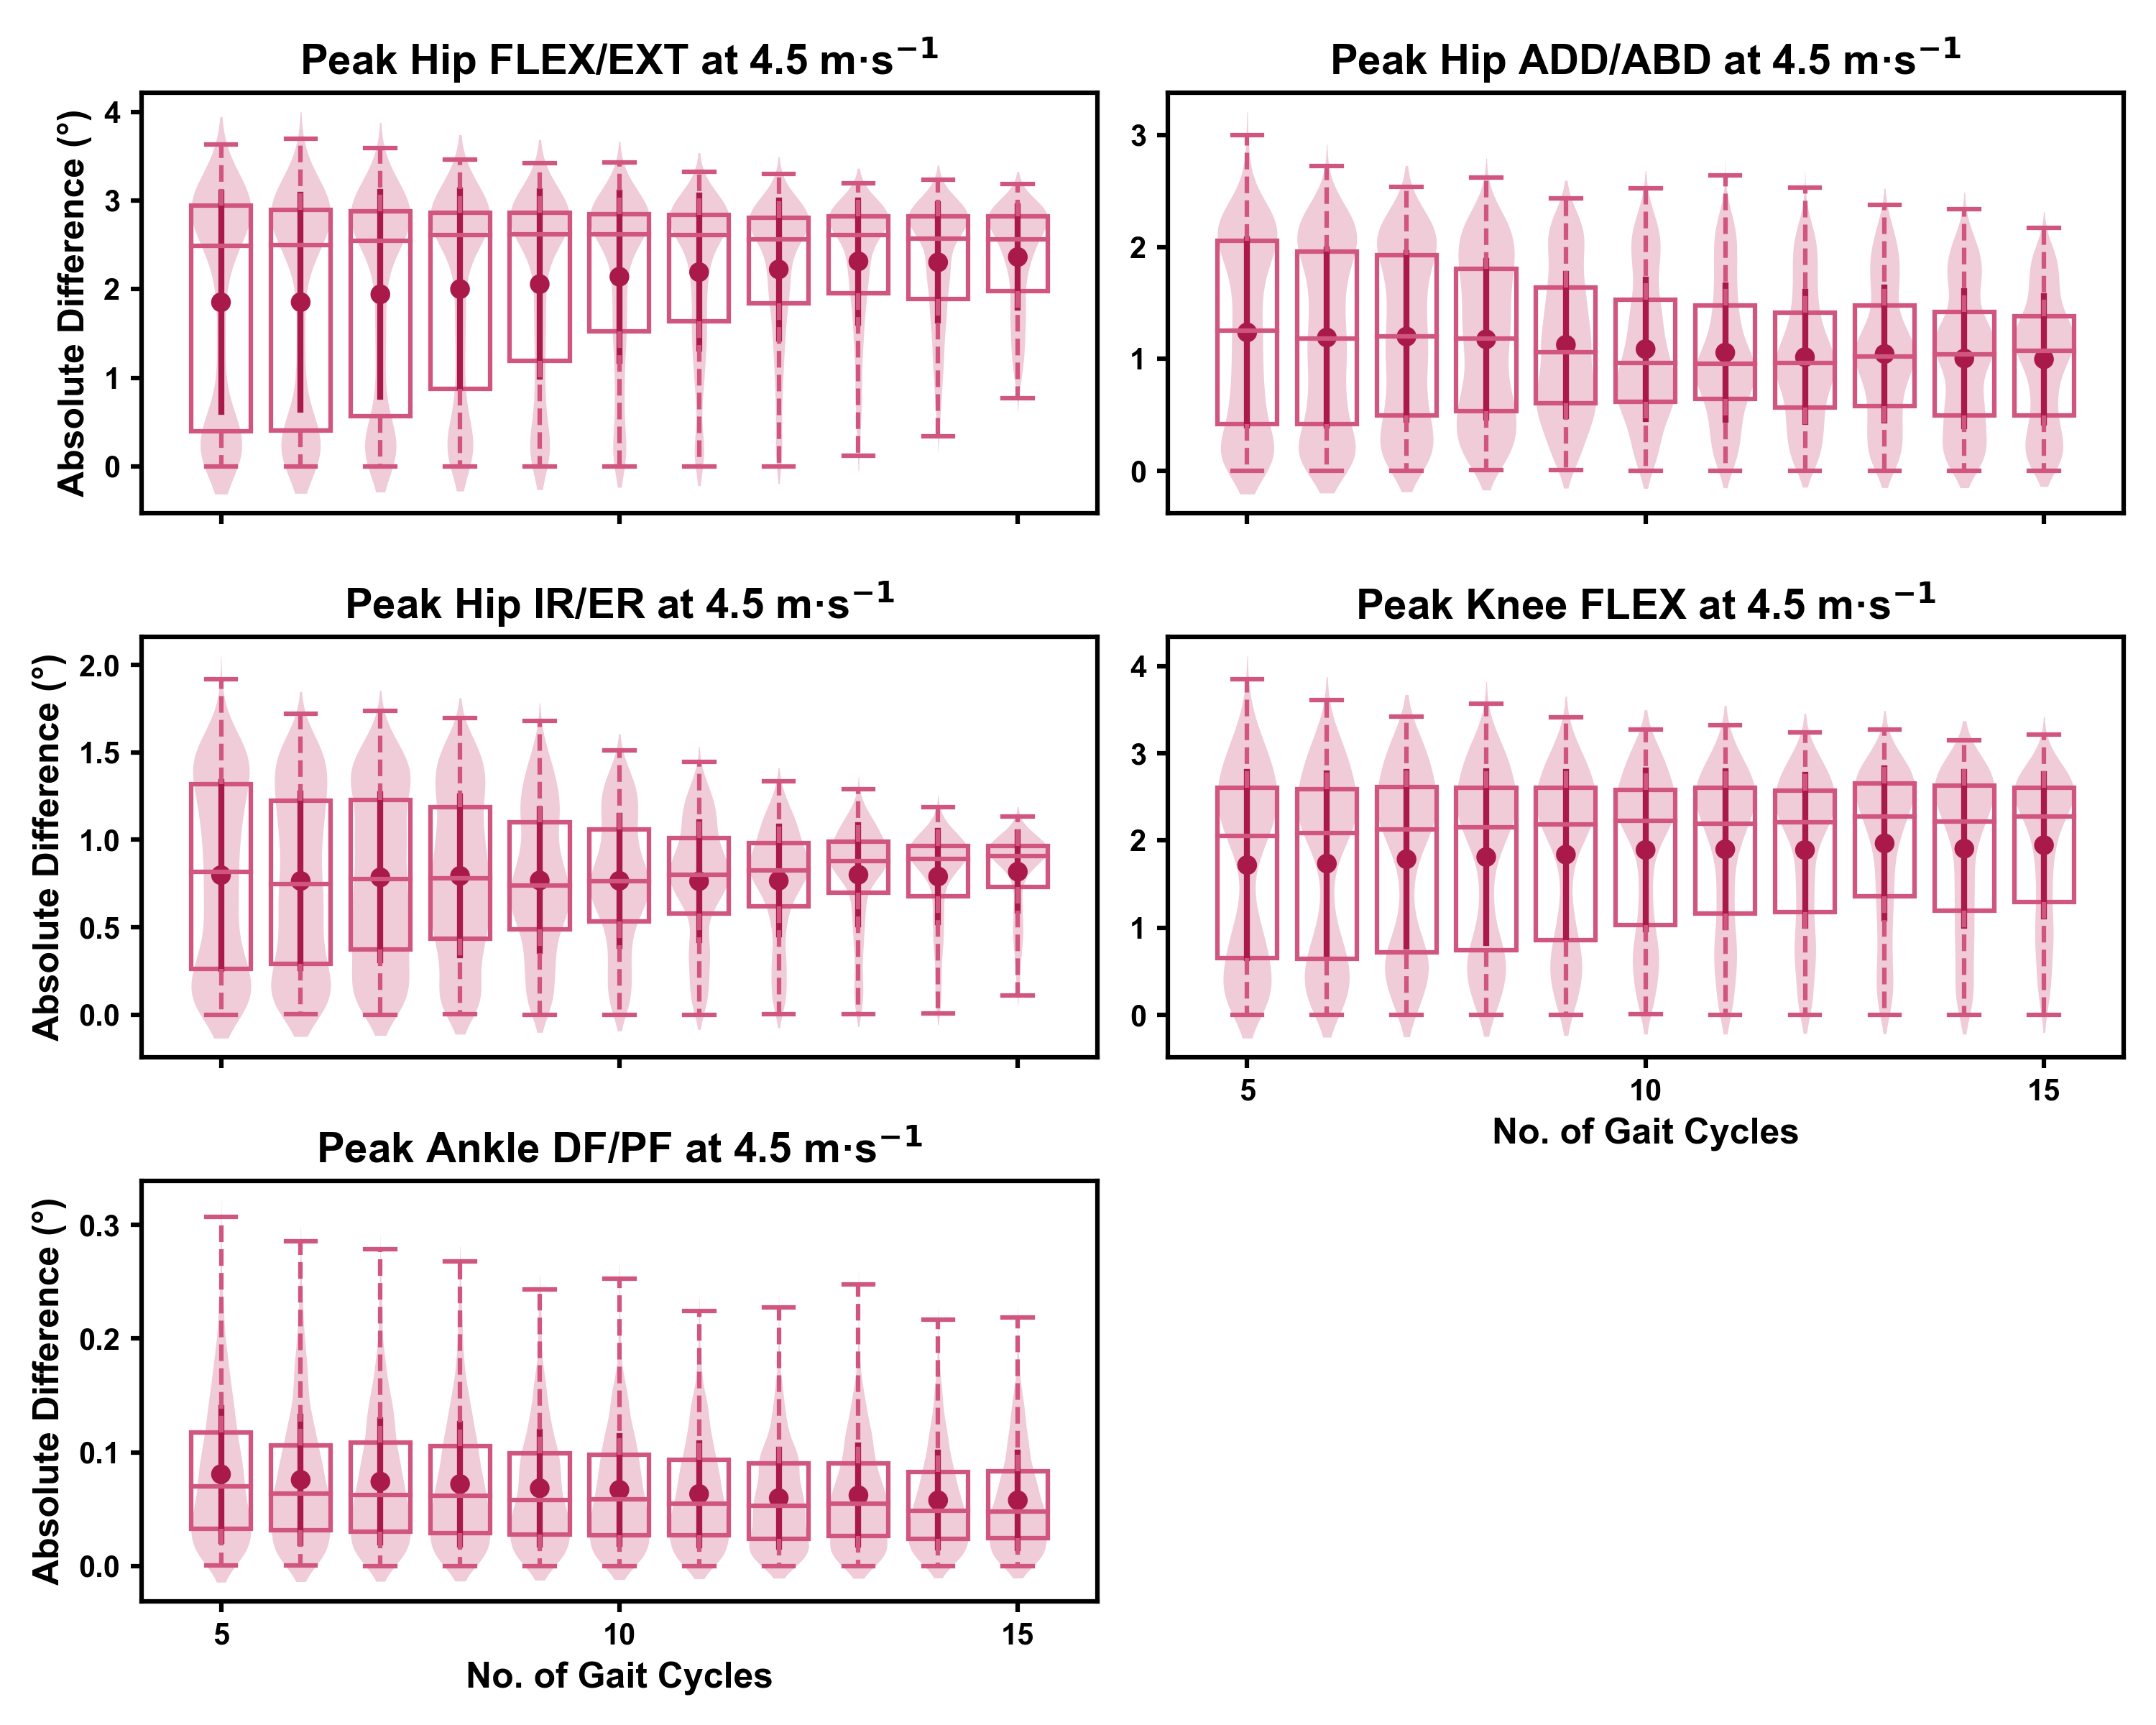 Peak Hip FLEX/EXT at 4.5 m·s⁻¹
Absolute Difference (°)
4
3
2
1
0
Peak Hip ADD/ABD at 4.5 m·s⁻¹
3
2
1
0
Peak Hip IR/ER at 4.5 m·s⁻¹
Absolute Difference (°)
2.0
1.5
1.0
0.5
0.0
Peak Knee FLEX at 4.5 m·s⁻¹
4
3
2
1
0
5 10 15
No. of Gait Cycles
Peak Ankle DF/PF at 4.5 m·s⁻¹
Absolute Difference (°)
0.3
0.2
0.1
0.0
5 10 15
No. of Gait Cycles